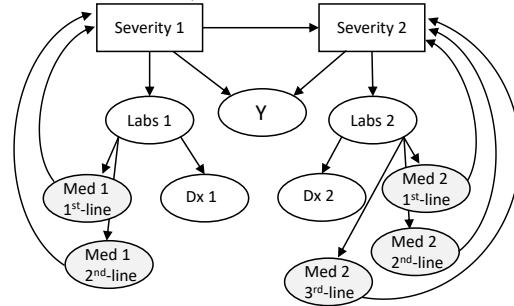 Severity 1
Severity 2
Y
Labs 1
Labs 2
Med 1
1st-line
Dx 1
Dx 2
Med 2
1st-line
Med 1
2nd-line
Med 2
2nd-line
Med 2
3rd-line